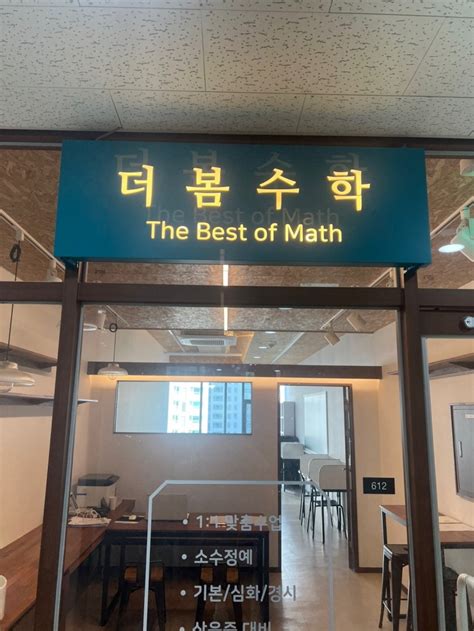 더봄수학
The Best of Math
612
• 1:1 맞춤수업
• 소수정예
• 기본/심화/경시